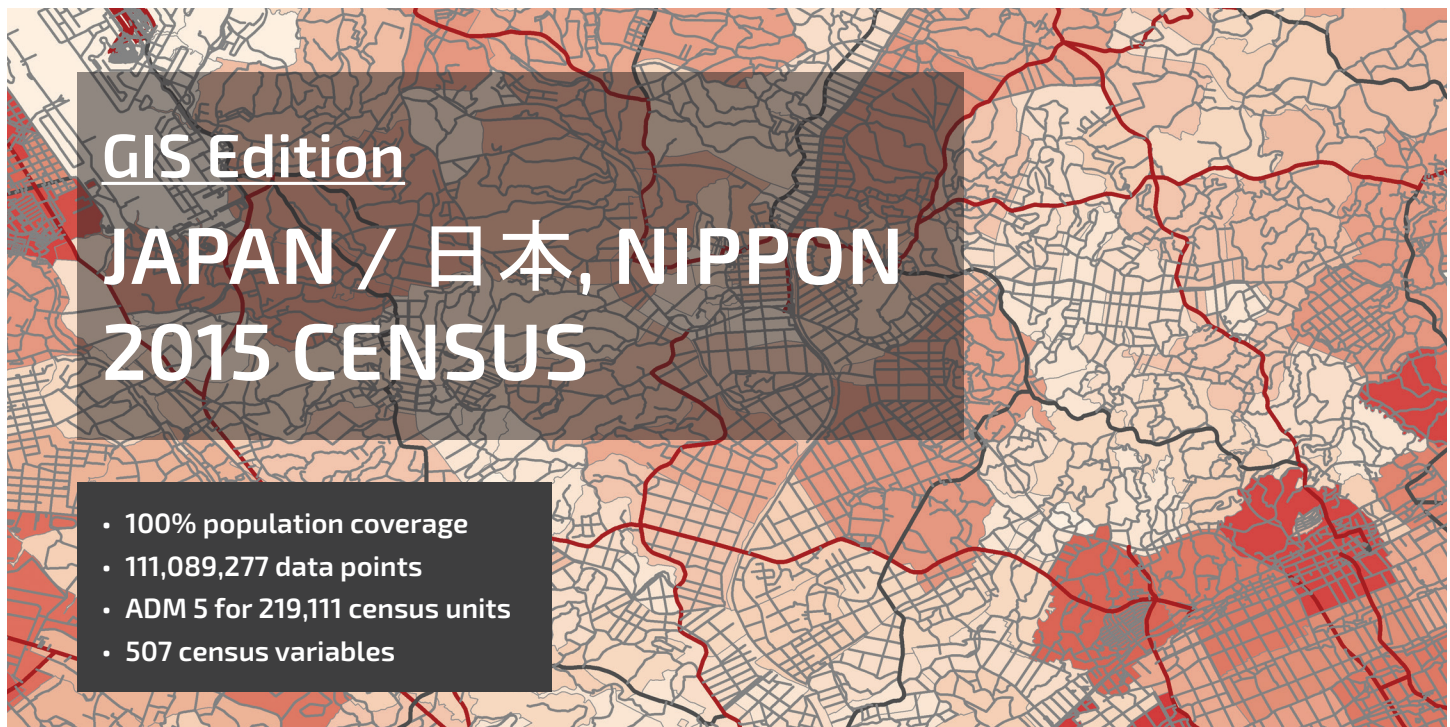 GIS Edition
JAPAN / 日本, NIPPON
2015 CENSUS
• 100% population coverage
• 111,089,277 data points
• ADM 5 for 219,111 census units
• 507 census variables